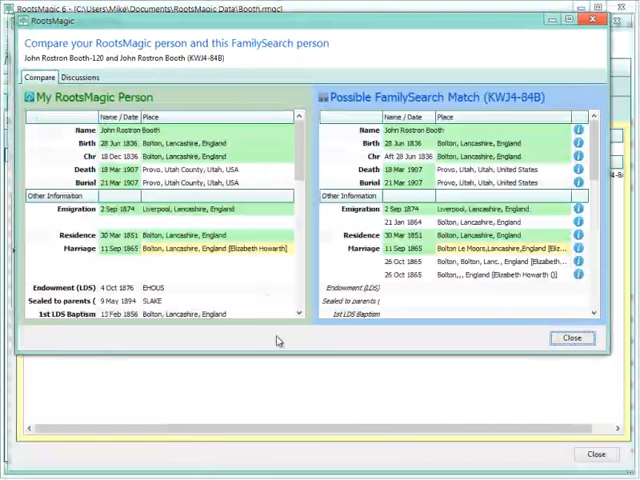 RootsMagic 6 - [C:\Users\Mike\Documents\RootsMagic Data\Booth.rmgc]
RootsMagic
Compare your RootsMagic person and this FamilySearch person
John Rostron Booth-120 and John Rostron Booth (KWJ4-84B)
Compare Discussions
My RootsMagic Person
Name / Date Place
Name John Rostron Booth
Birth 28 Jun 1836 Bolton, Lancashire, England
Chr 18 Dec 1836 Bolton, Lancashire, England
Death 18 Mar 1907 Provo, Utah County, Utah, USA
Burial 21 Mar 1907 Provo, Utah County, Utah, USA
Other Information
Emigration 2 Sep 1874 Liverpool, Lancashire, England
Residence 30 Mar 1851 Bolton, Lancashire, England
Marriage 11 Sep 1865 Bolton, Lancashire, England [Elizabeth Howarth]
Endowment (LDS) 4 Oct 1876 EHOUS
Sealed to parents ( 9 May 1894 SLAKE
1st LDS Baptism 13 Feb 1856 Bolton, Lancashire, England
Possible FamilySearch Match (KWJ4-84B)
Name / Date Place
Name John Rostron Booth
Birth 28 Jun 1836 Bolton, Lancashire, England
Chr Aft 28 Jun 1836 Bolton, Lancashire, England
Death 18 Mar 1907 Provo, Utah, Utah, United States
Burial 21 Mar 1907 Provo, Utah, Utah, United States
Other Information
Emigration 2 Sep 1874 Liverpool, Lancashire, England
21 Jan 1864 Bolton, Lancashire, England
Residence 30 Mar 1851 Bolton, Lancashire, England
Marriage 11 Sep 1865 Bolton Le Moors,Lancashire,England [Eliz...
26 Oct 1865 Bolton, Bolton, Lanc., England [Elizabeth...
26 Oct 1865 Bolton,,, England [Elizabeth Howarth ()]
Endowment (LDS)
Sealed to parents (
1st LDS Baptism
Close
Close